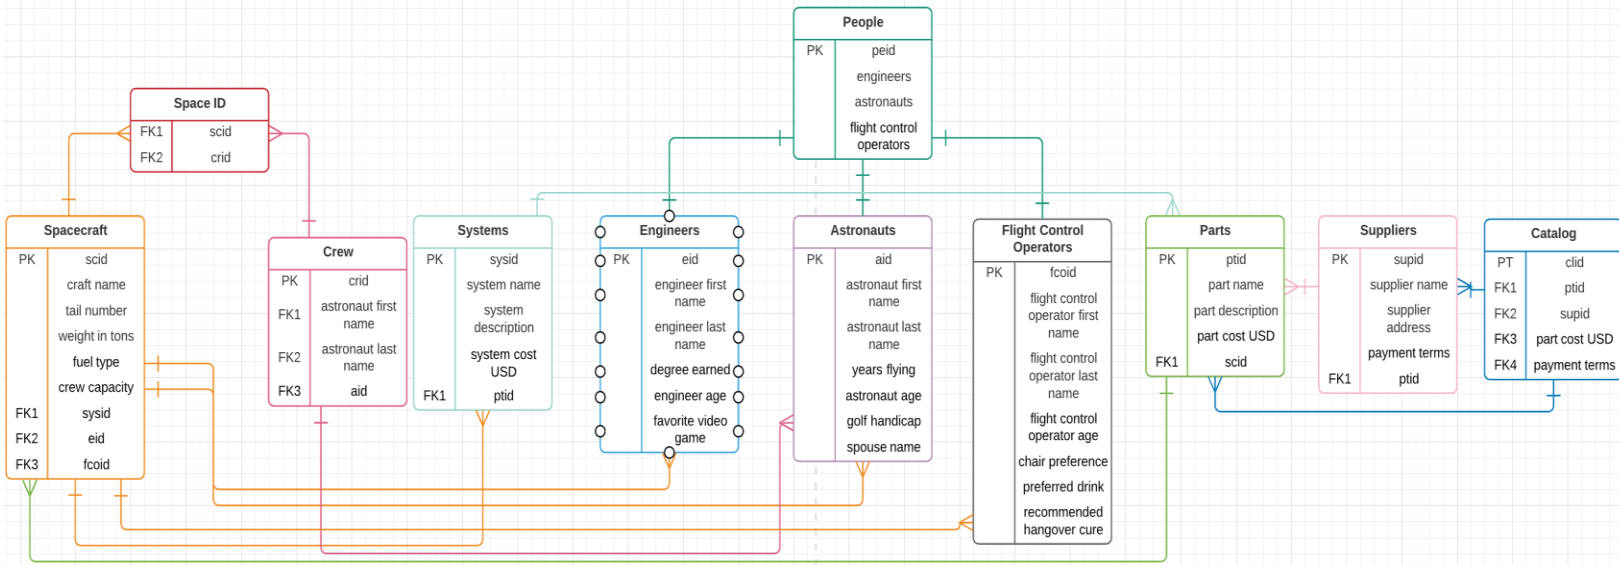 People
PK peid
engineers
astronauts
flight control
operators
Space ID
FK1 scid
FK2 crid
Spacecraft
PK scid
craft name
tail number
weight in tons
fuel type
crew capacity
FK1 sysid
FK2 eid
FK3 fcoid
Crew
PK crid
FK1 astronaut first
name
FK2 astronaut last
name
FK3 aid
Systems
PK sysid
system name
system
description
system cost
USD
FK1 ptid
Engineers
PK eid
engineer first
name
engineer last
name
degree earned
engineer age
favorite video
game
Astronauts
PK aid
astronaut first
name
astronaut last
name
years flying
astronaut age
golf handicap
spouse name
Flight Control
Operators
PK fcoid
flight control
operator first
name
flight control
operator last
name
flight control
operator age
chair preference
preferred drink
recommended
hangover cure
Parts
PK ptid
part name
part description
part cost USD
FK1 scid
Suppliers
PK supid
supplier name
supplier
address
payment terms
FK1 ptid
Catalog
PT clid
FK1 ptid
FK2 supid
FK3 part cost USD
FK4 payment terms